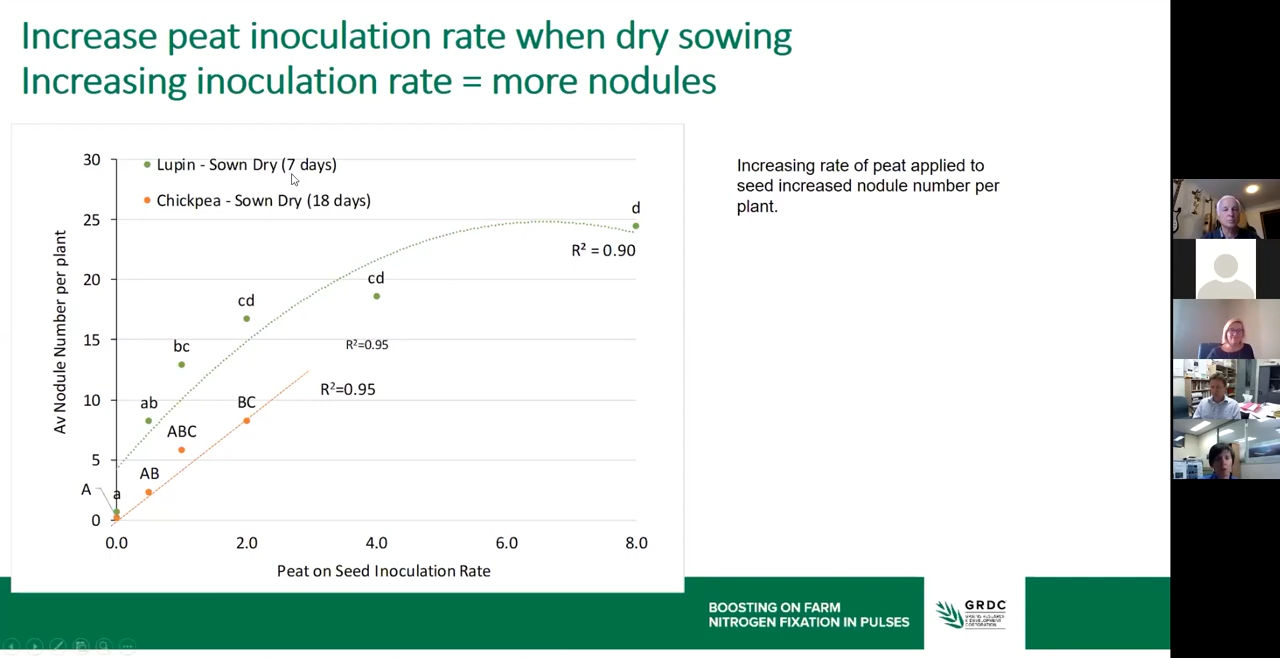 Increase peat inoculation rate when dry sowing
Increasing inoculation rate = more nodules
30
25
20
15
10
5
0
Av Nodule Number per plant
Lupin - Sown Dry (7 days)
Chickpea - Sown Dry (18 days)
d
R² = 0.90
cd
cd
bc
R²=0.95
R²=0.95
ab
BC
ABC
AB
A
a
0.0
2.0
4.0
6.0
8.0
Peat on Seed Inoculation Rate
Increasing rate of peat applied to
seed increased nodule number per
plant.
BOOSTING ON FARM
NITROGEN FIXATION IN PULSES
GRDC
GRAINS RESEARCH
& DEVELOPMENT
CORPORATION